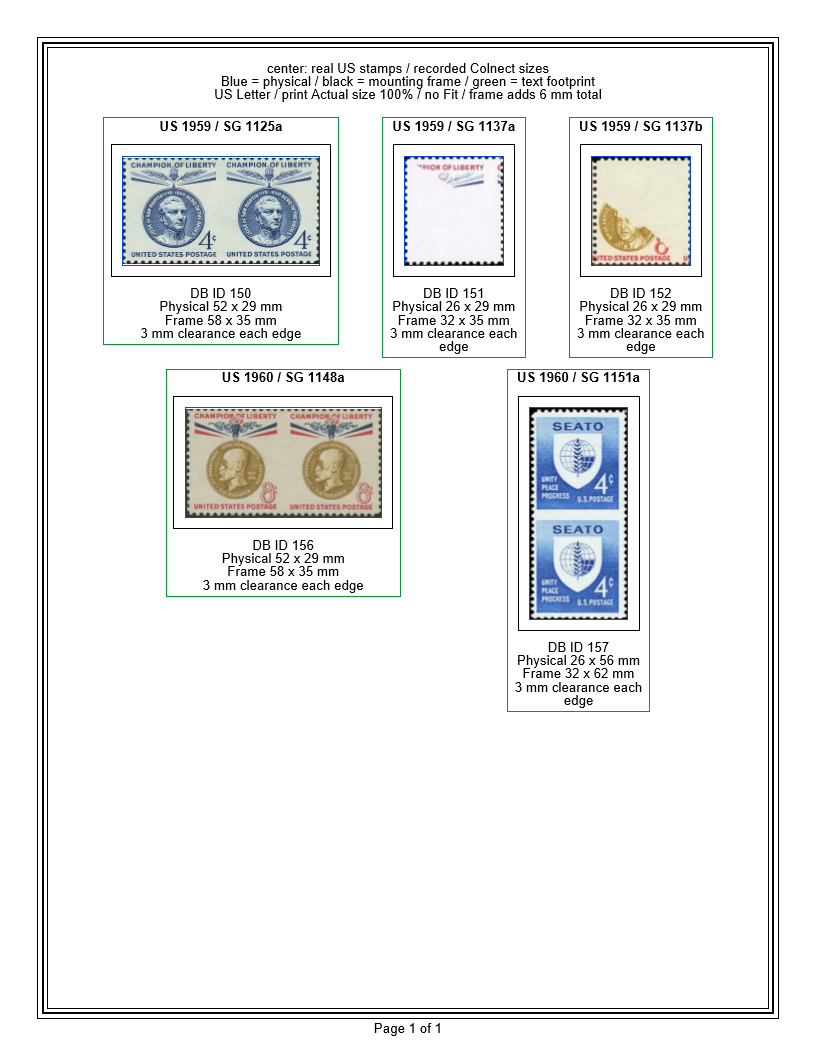 center: real US stamps / recorded Colnect sizes
Blue = physical / black = mounting frame / green = text footprint
US Letter / print Actual size 100% / no Fit / frame adds 6 mm total
US 1959 / SG 1125a
CHAMPION OF LIBERTY
CHAMPION OF LIBERTY
4¢
4¢
UNITED STATES POSTAGE
UNITED STATES POSTAGE
DB ID 150
Physical 52 x 29 mm
Frame 58 x 35 mm
3 mm clearance each edge
US 1959 / SG 1137a
PION OF LIBERTY
DB ID 151
Physical 26 x 29 mm
Frame 32 x 35 mm
3 mm clearance each
edge
US 1959 / SG 1137b
UNITED STATES POSTAGE
DB ID 152
Physical 26 x 29 mm
Frame 32 x 35 mm
3 mm clearance each
edge
US 1960 / SG 1148a
CHAMPION OF LIBERTY
CHAMPION OF LIBERTY
8¢
8¢
UNITED STATES POSTAGE
UNITED STATES POSTAGE
DB ID 156
Physical 52 x 29 mm
Frame 58 x 35 mm
3 mm clearance each edge
US 1960 / SG 1151a
SEATO
UNITY
PEACE
PROGRESS
4¢
U.S. POSTAGE
SEATO
UNITY
PEACE
PROGRESS
4¢
U.S. POSTAGE
DB ID 157
Physical 26 x 56 mm
Frame 32 x 62 mm
3 mm clearance each
edge
Page 1 of 1